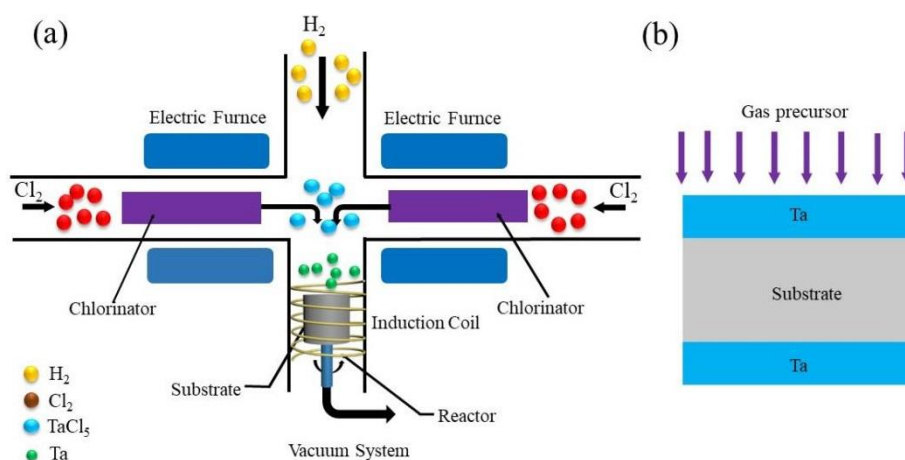 (a)
H₂
(b)
Electric Furnce
Electric Furnce
Gas precursor
Cl₂
Cl₂
Ta
Chlorinator
Chlorinator
Induction Coil
Substrate
Substrate
Reactor
Ta
Vacuum System
H₂
Cl₂
TaCl₅
Ta